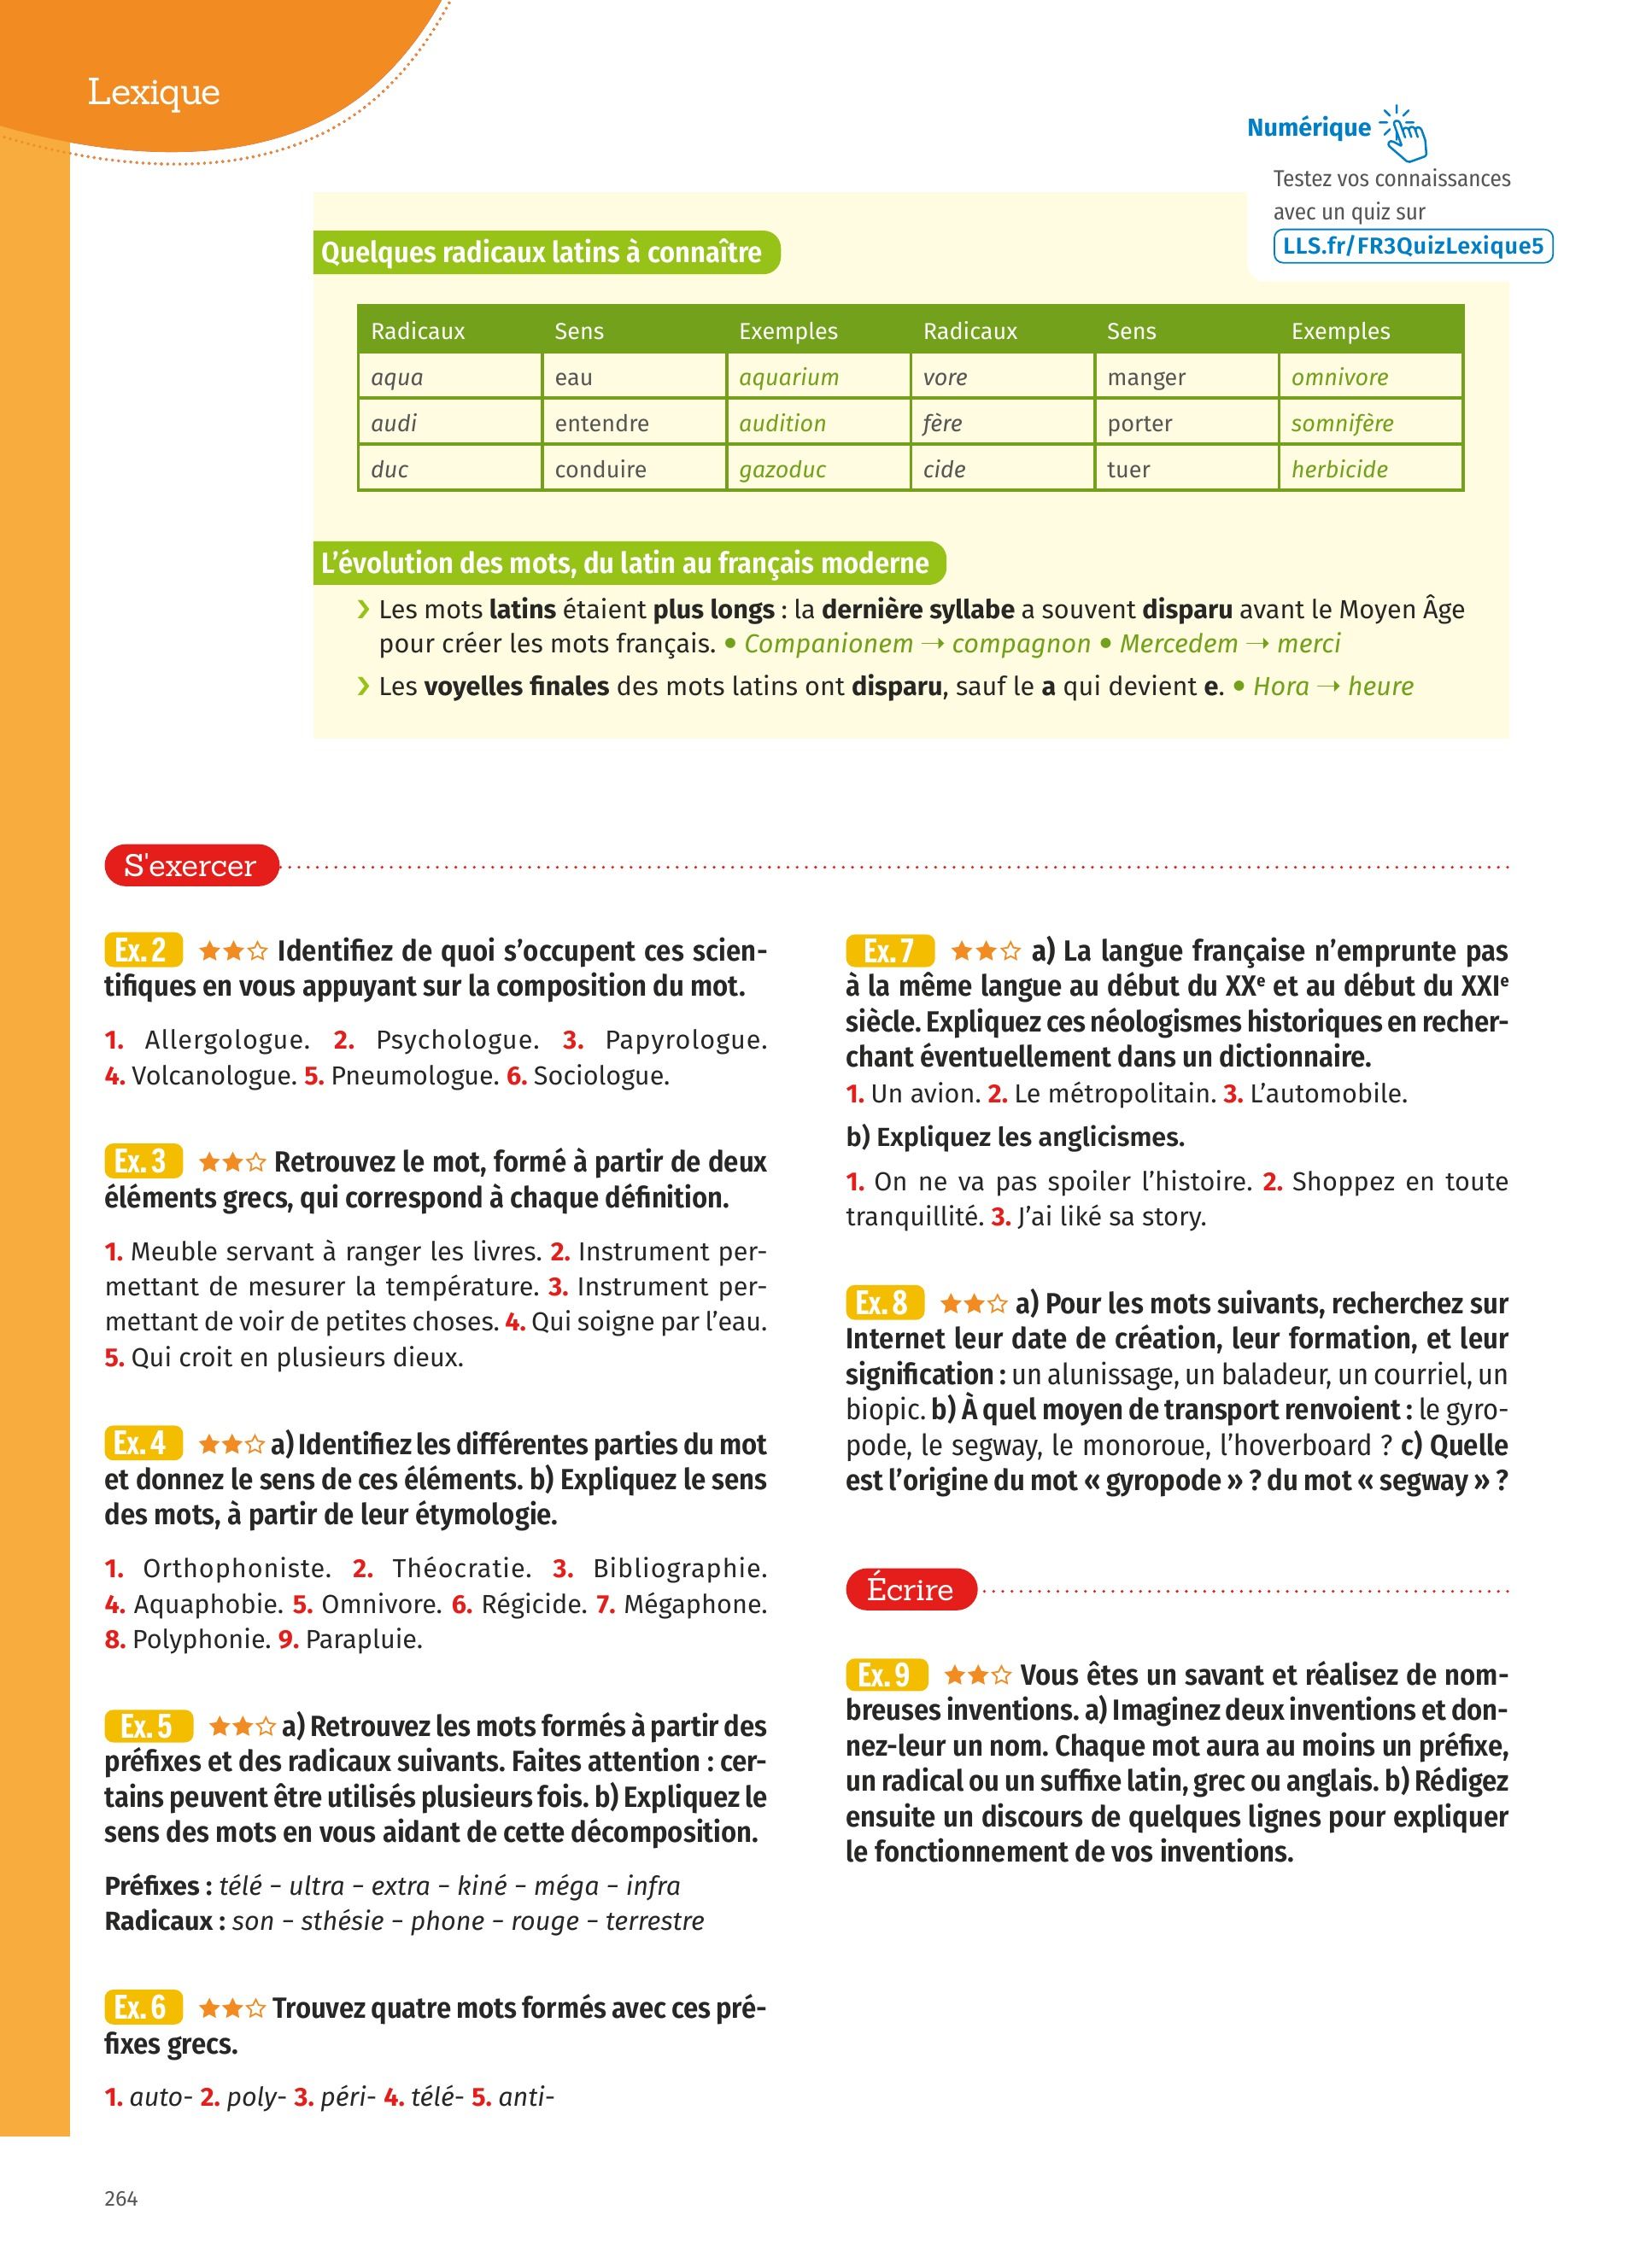 Lexique
Numérique
Testez vos connaissances
avec un quiz sur
LLS.fr/FR3QuizLexique5
Quelques radicaux latins à connaître
Radicaux Sens Exemples Radicaux Sens Exemples
aqua eau aquarium vore manger omnivore
audi entendre audition fère porter somnifère
duc conduire gazoduc cide tuer herbicide
L'évolution des mots, du latin au français moderne
› Les mots latins étaient plus longs : la dernière syllabe a souvent disparu avant le Moyen Âge
pour créer les mots français. • Companionem → compagnon • Mercedem → merci
› Les voyelles finales des mots latins ont disparu, sauf le a qui devient e. • Hora → heure
S'exercer
Ex. 2 ★★☆ Identifiez de quoi s'occupent ces scien-
tifiques en vous appuyant sur la composition du mot.
1. Allergologue. 2. Psychologue. 3. Papyrologue.
4. Volcanologue. 5. Pneumologue. 6. Sociologue.
Ex. 3 ★★☆ Retrouvez le mot, formé à partir de deux
éléments grecs, qui correspond à chaque définition.
1. Meuble servant à ranger les livres. 2. Instrument per-
mettant de mesurer la température. 3. Instrument per-
mettant de voir de petites choses. 4. Qui soigne par l'eau.
5. Qui croit en plusieurs dieux.
Ex. 4 ★★☆ a) Identifiez les différentes parties du mot
et donnez le sens de ces éléments. b) Expliquez le sens
des mots, à partir de leur étymologie.
1. Orthophoniste. 2. Théocratie. 3. Bibliographie.
4. Aquaphobie. 5. Omnivore. 6. Régicide. 7. Mégaphone.
8. Polyphonie. 9. Parapluie.
Ex. 5 ★★☆ a) Retrouvez les mots formés à partir des
préfixes et des radicaux suivants. Faites attention : cer-
tains peuvent être utilisés plusieurs fois. b) Expliquez le
sens des mots en vous aidant de cette décomposition.
Préfixes : télé – ultra – extra – kiné – méga – infra
Radicaux : son – sthésie – phone – rouge – terrestre
Ex. 6 ★★☆ Trouvez quatre mots formés avec ces pré-
fixes grecs.
1. auto- 2. poly- 3. péri- 4. télé- 5. anti-
Ex. 7 ★★☆ a) La langue française n'emprunte pas
à la même langue au début du XXe et au début du XXIe
siècle. Expliquez ces néologismes historiques en recher-
chant éventuellement dans un dictionnaire.
1. Un avion. 2. Le métropolitain. 3. L'automobile.
b) Expliquez les anglicismes.
1. On ne va pas spoiler l'histoire. 2. Shoppez en toute
tranquillité. 3. J'ai liké sa story.
Ex. 8 ★★☆ a) Pour les mots suivants, recherchez sur
Internet leur date de création, leur formation, et leur
signification : un alunissage, un baladeur, un courriel, un
biopic. b) À quel moyen de transport renvoient : le gyro-
pode, le segway, le monoroue, l'hoverboard ? c) Quelle
est l'origine du mot « gyropode » ? du mot « segway » ?
Écrire
Ex. 9 ★★☆ Vous êtes un savant et réalisez de nom-
breuses inventions. a) Imaginez deux inventions et don-
nez-leur un nom. Chaque mot aura au moins un préfixe,
un radical ou un suffixe latin, grec ou anglais. b) Rédigez
ensuite un discours de quelques lignes pour expliquer
le fonctionnement de vos inventions.
264